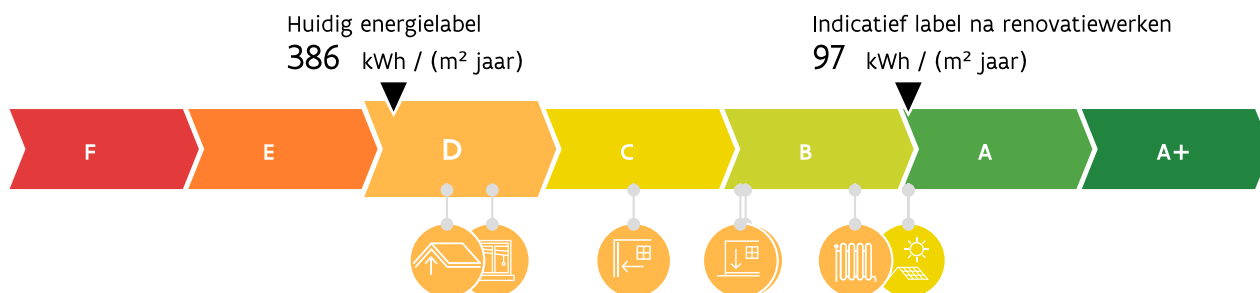 Huidig energielabel
386 kWh / (m² jaar)
Indicatief label na renovatiewerken
97 kWh / (m² jaar)
F E D C B A A+